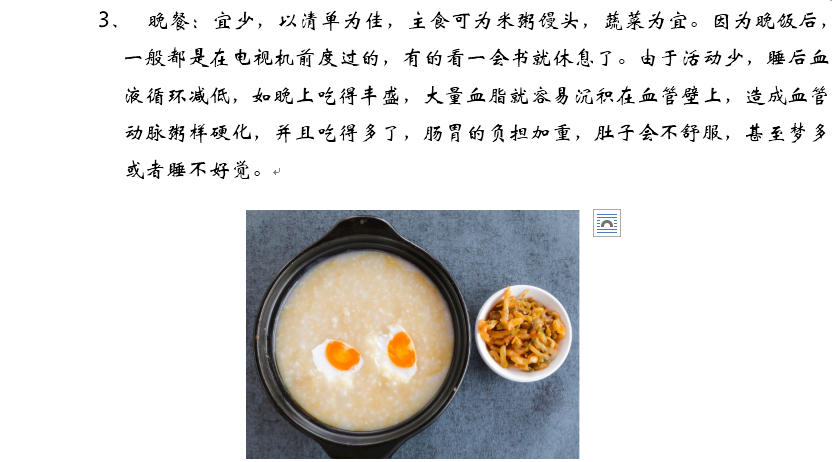 3、 晚餐：宜少，以清单为佳，主食可为米粥馒头，蔬菜为宜。因为晚饭后，
一般都是在电视机前度过的，有的看一会书就休息了。由于活动少，睡后血
液循环减低，如晚上吃得丰盛，大量血脂就容易沉积在血管壁上，造成血管
动脉粥样硬化，并且吃得多了，肠胃的负担加重，肚子会不舒服，甚至梦多
或者睡不好觉。